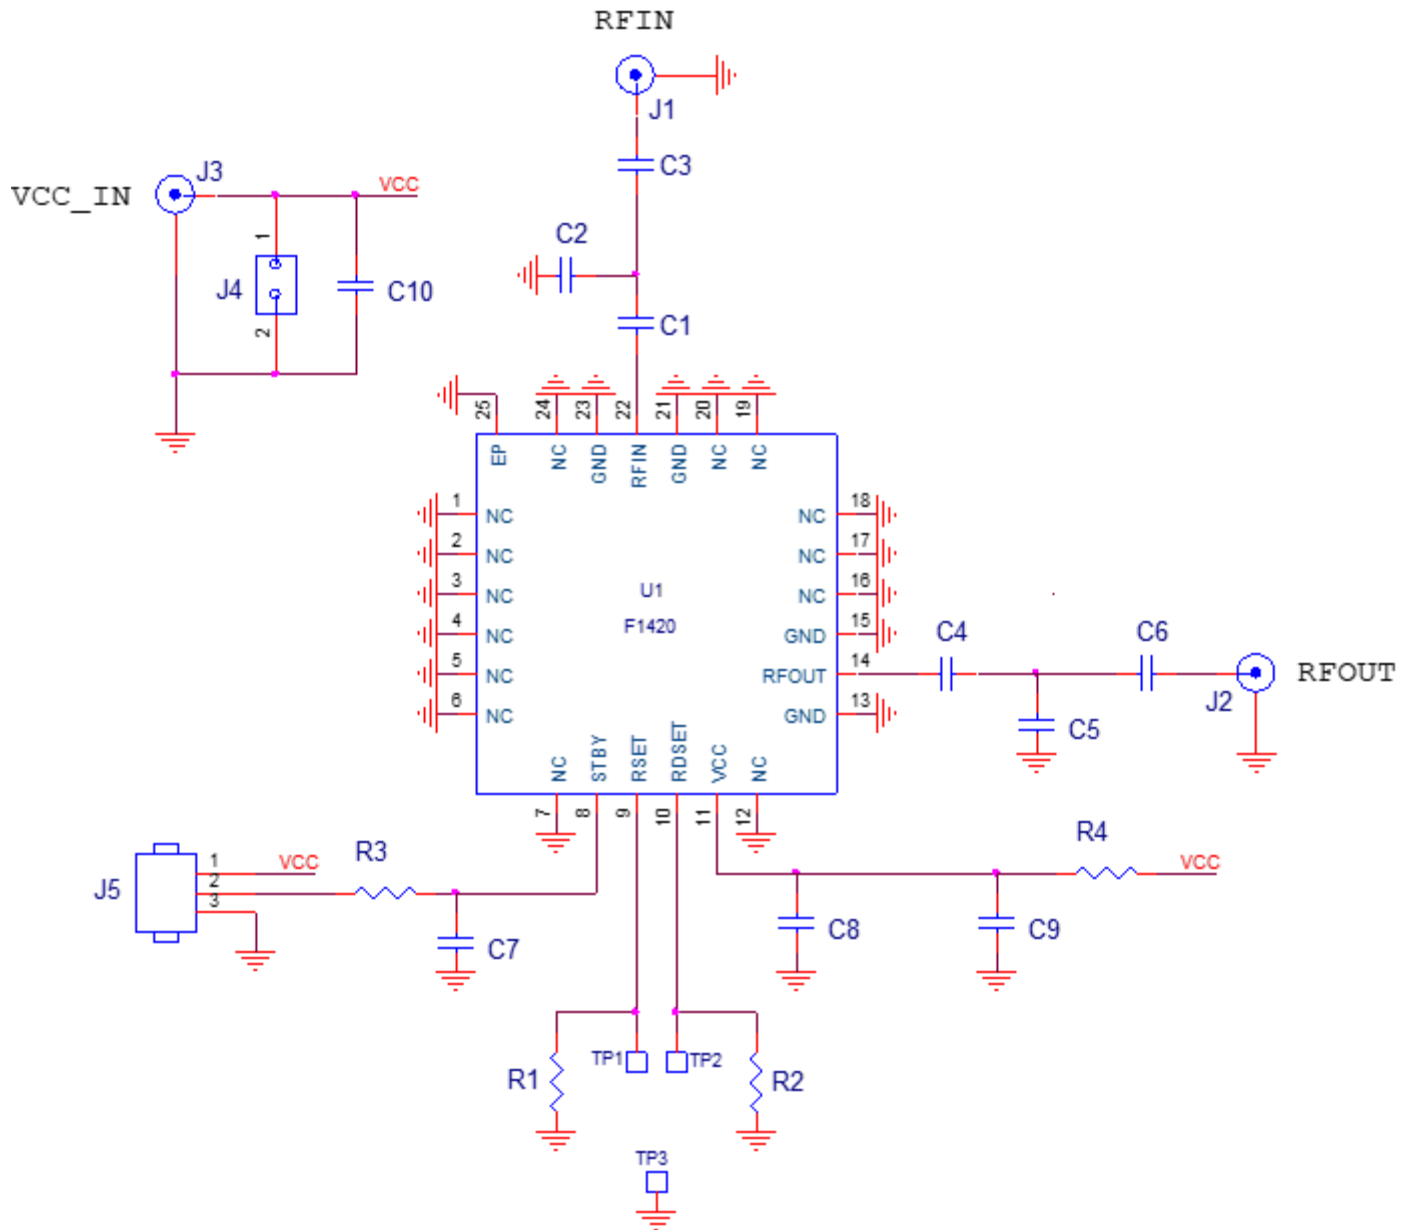 RFIN
J1
C3
J3
VCC
VCC_IN
C2
1
J4
C10
2
C1
25
24
23
22
21
20
19
EP
NC
GND
RFIN
GND
NC
NC
1
NC
NC
18
2
NC
NC
17
3
NC
U1
NC
16
4
NC
F1420
GND
15
5
NC
RFOUT
14
6
NC
GND
13
C4
C6
RFOUT
J2
C5
NC
STBY
RSET
RDSET
VCC
NC
7
8
9
10
11
12
J5
1
2
3
VCC
R3
C7
R4
VCC
C8
C9
R1
TP1
TP2
R2
TP3